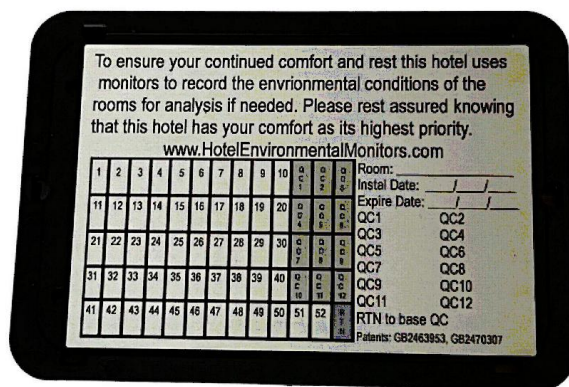 To ensure your continued comfort and rest this hotel uses
monitors to record the envrionmental conditions of the
rooms for analysis if needed. Please rest assured knowing
that this hotel has your comfort as its highest priority.
www.HotelEnvironmentalMonitors.com
1 2 3 4 5 6 7 8 9 10 QC1 QC2
11 12 13 14 15 16 17 18 19 20
21 22 23 24 25 26 27 28 29 30
31 32 33 34 35 36 37 38 39 40 QC10 QC11 QC12
41 42 43 44 45 46 47 48 49 50 51 52 RTN
Room:
Instal Date: / /
Expire Date: / /
QC1 QC2
QC3 QC4
QC5 QC6
QC7 QC8
QC9 QC10
QC11 QC12
RTN to base QC
Patents: GB2463953, GB2470307